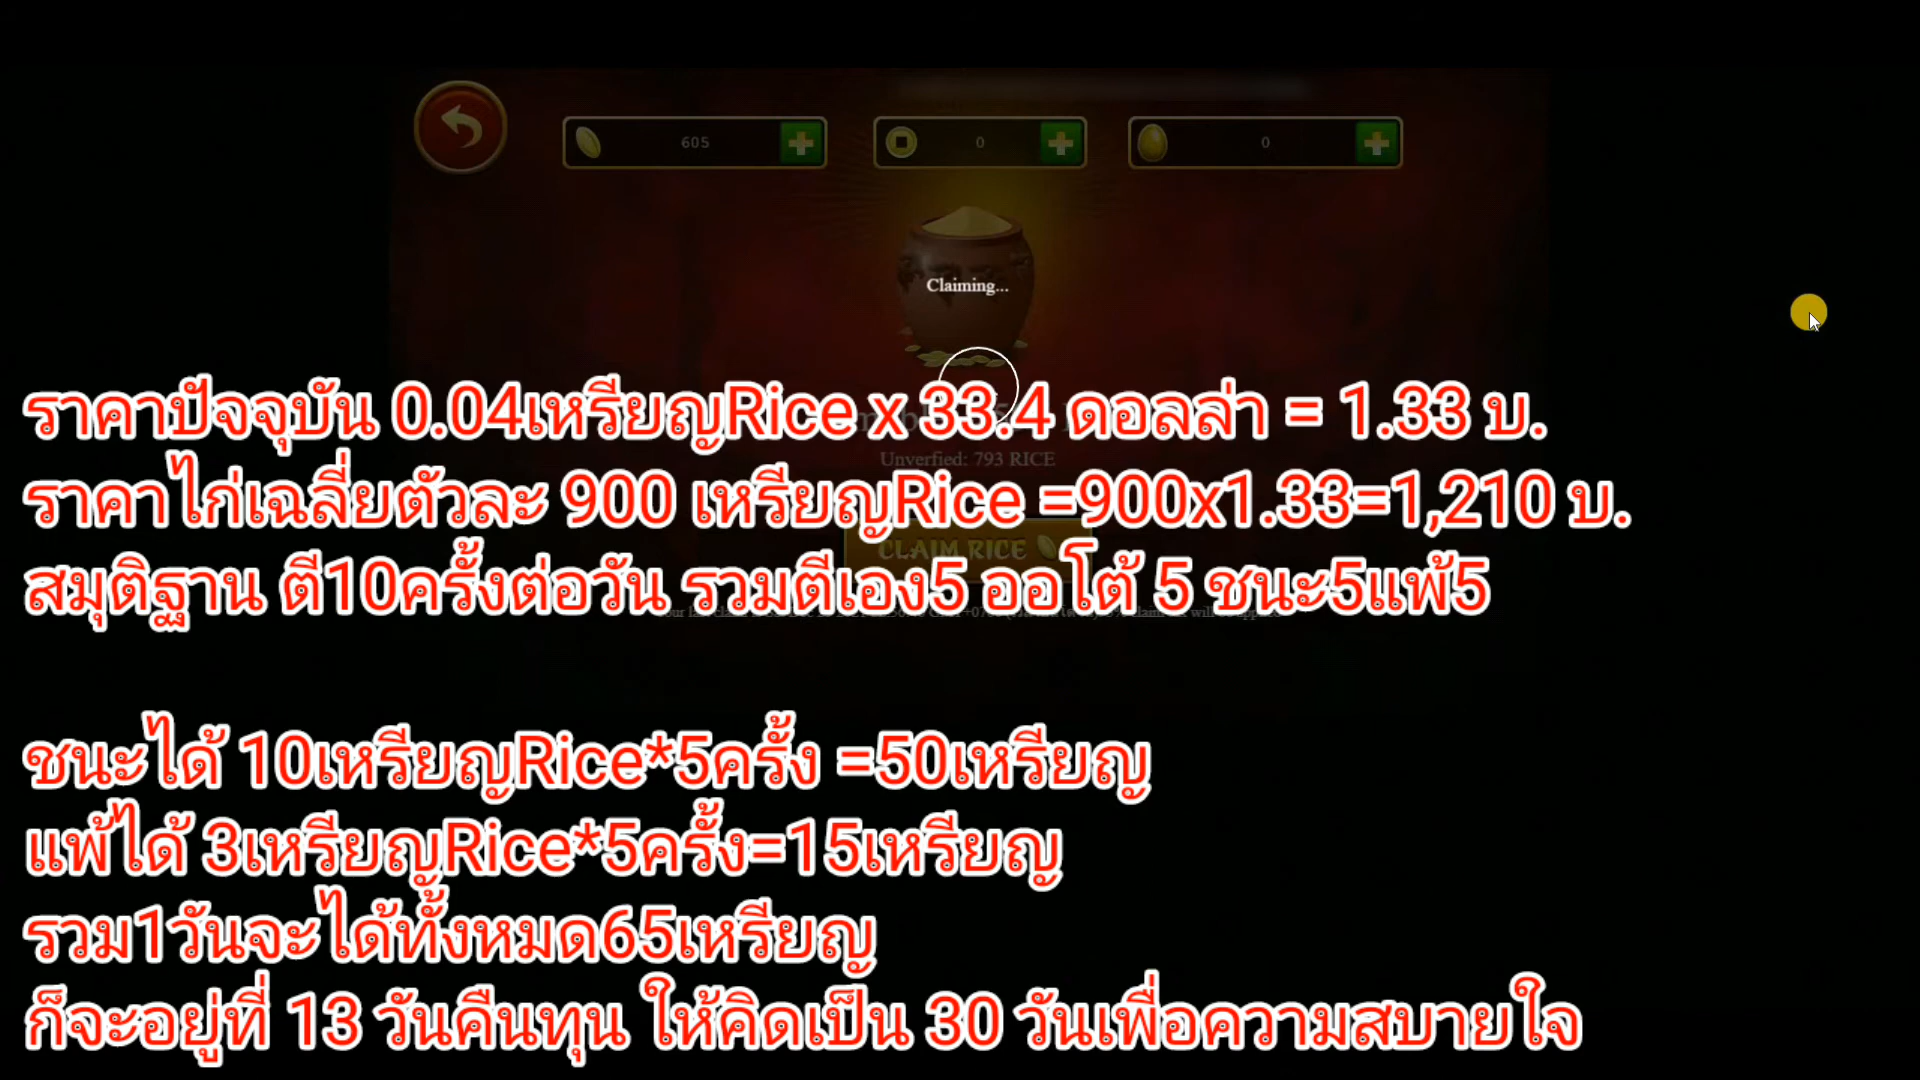 605
0
0
Claiming...
ราคาปัจจุบัน 0.04เหรียญRice x 33.4 ดอลล่า = 1.33 บ.
Unverfied: 793 RICE
ราคาไก่เฉลี่ยตัวละ 900 เหรียญRice =900x1.33=1,210 บ.
CLAIM RICE
สมุติฐาน ตี10ครั้งต่อวัน รวมตีเอง5 ออโต้ 5 ชนะ5แพ้5
ชนะได้ 10เหรียญRice*5ครั้ง =50เหรียญ
แพ้ได้ 3เหรียญRice*5ครั้ง=15เหรียญ
รวม1วันจะได้ทั้งหมด65เหรียญ
ก็จะอยู่ที่ 13 วันคืนทุน ให้คิดเป็น 30 วันเพื่อความสบายใจ